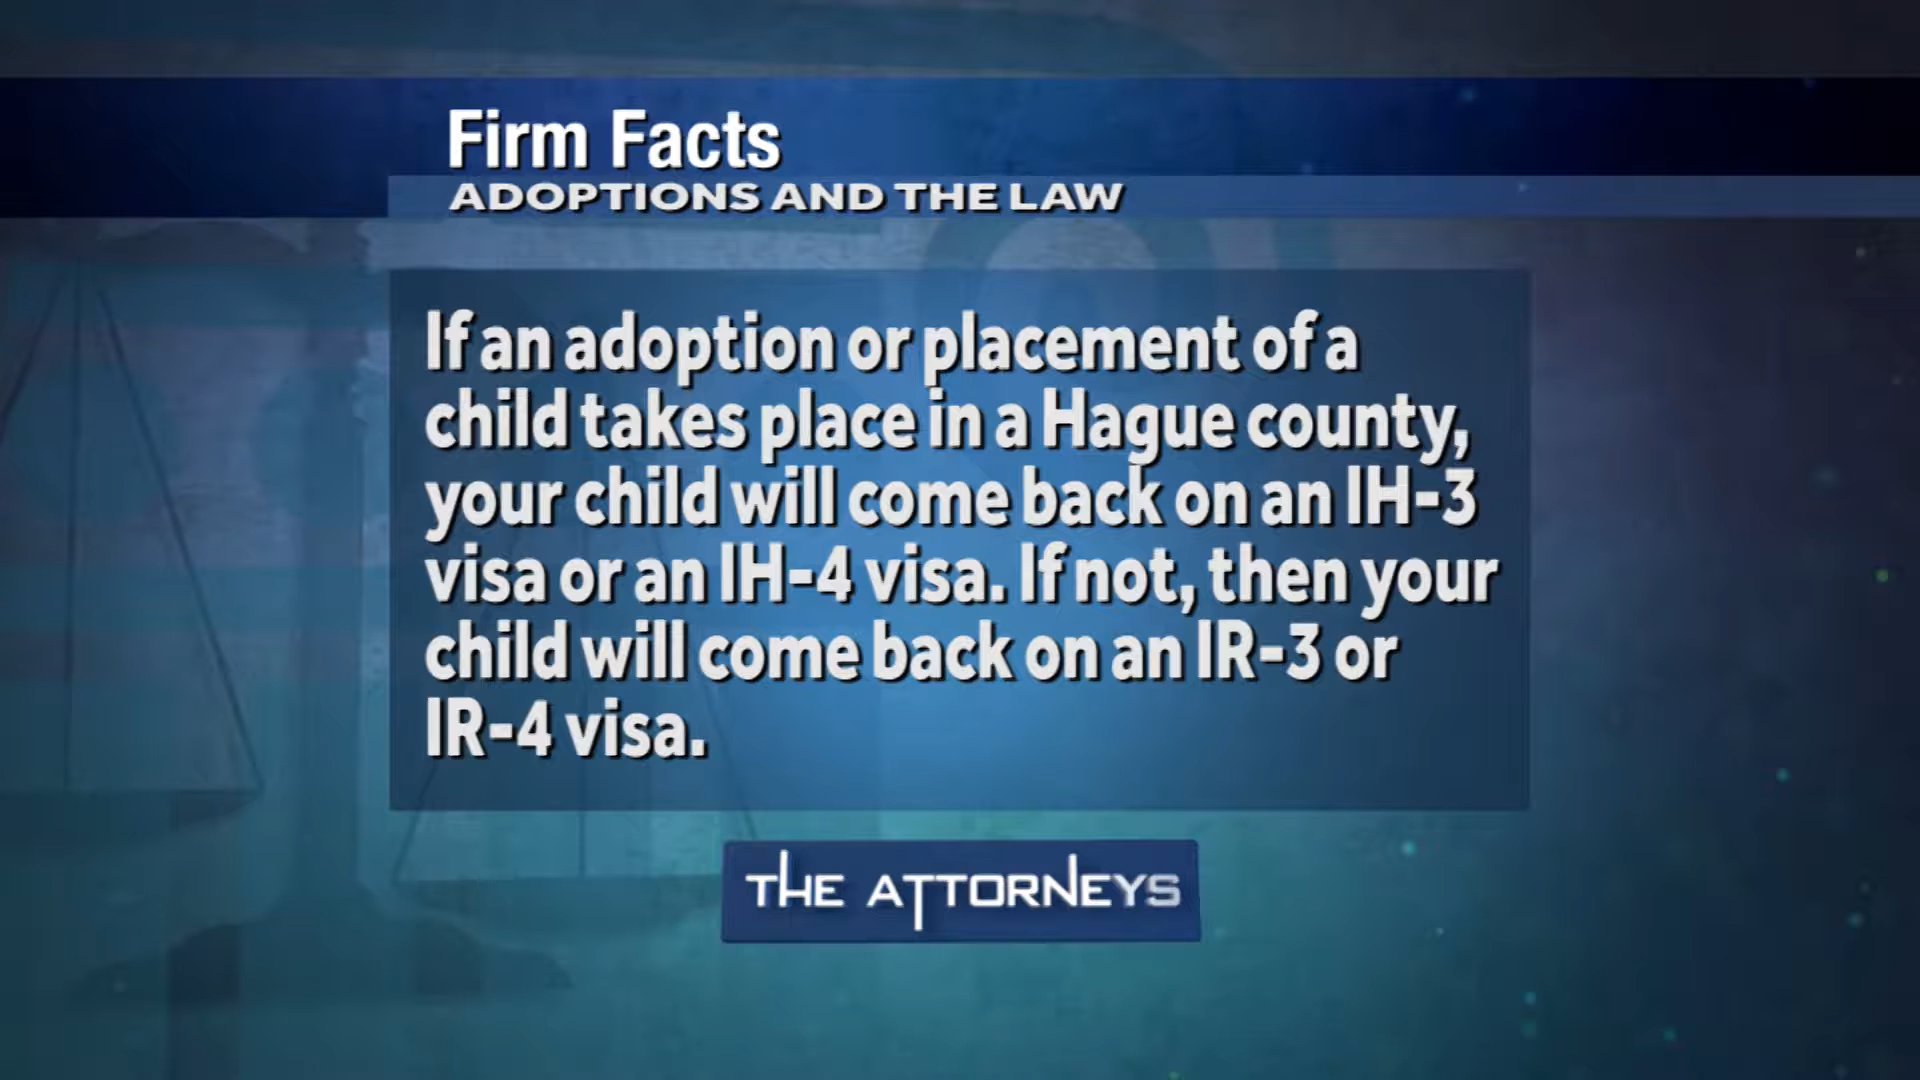 Firm Facts
ADOPTIONS AND THE LAW
If an adoption or placement of a
child takes place in a Hague county,
your child will come back on an IH-3
visa or an IH-4 visa. If not, then your
child will come back on an IR-3 or
IR-4 visa.
THE ATTORNEYS